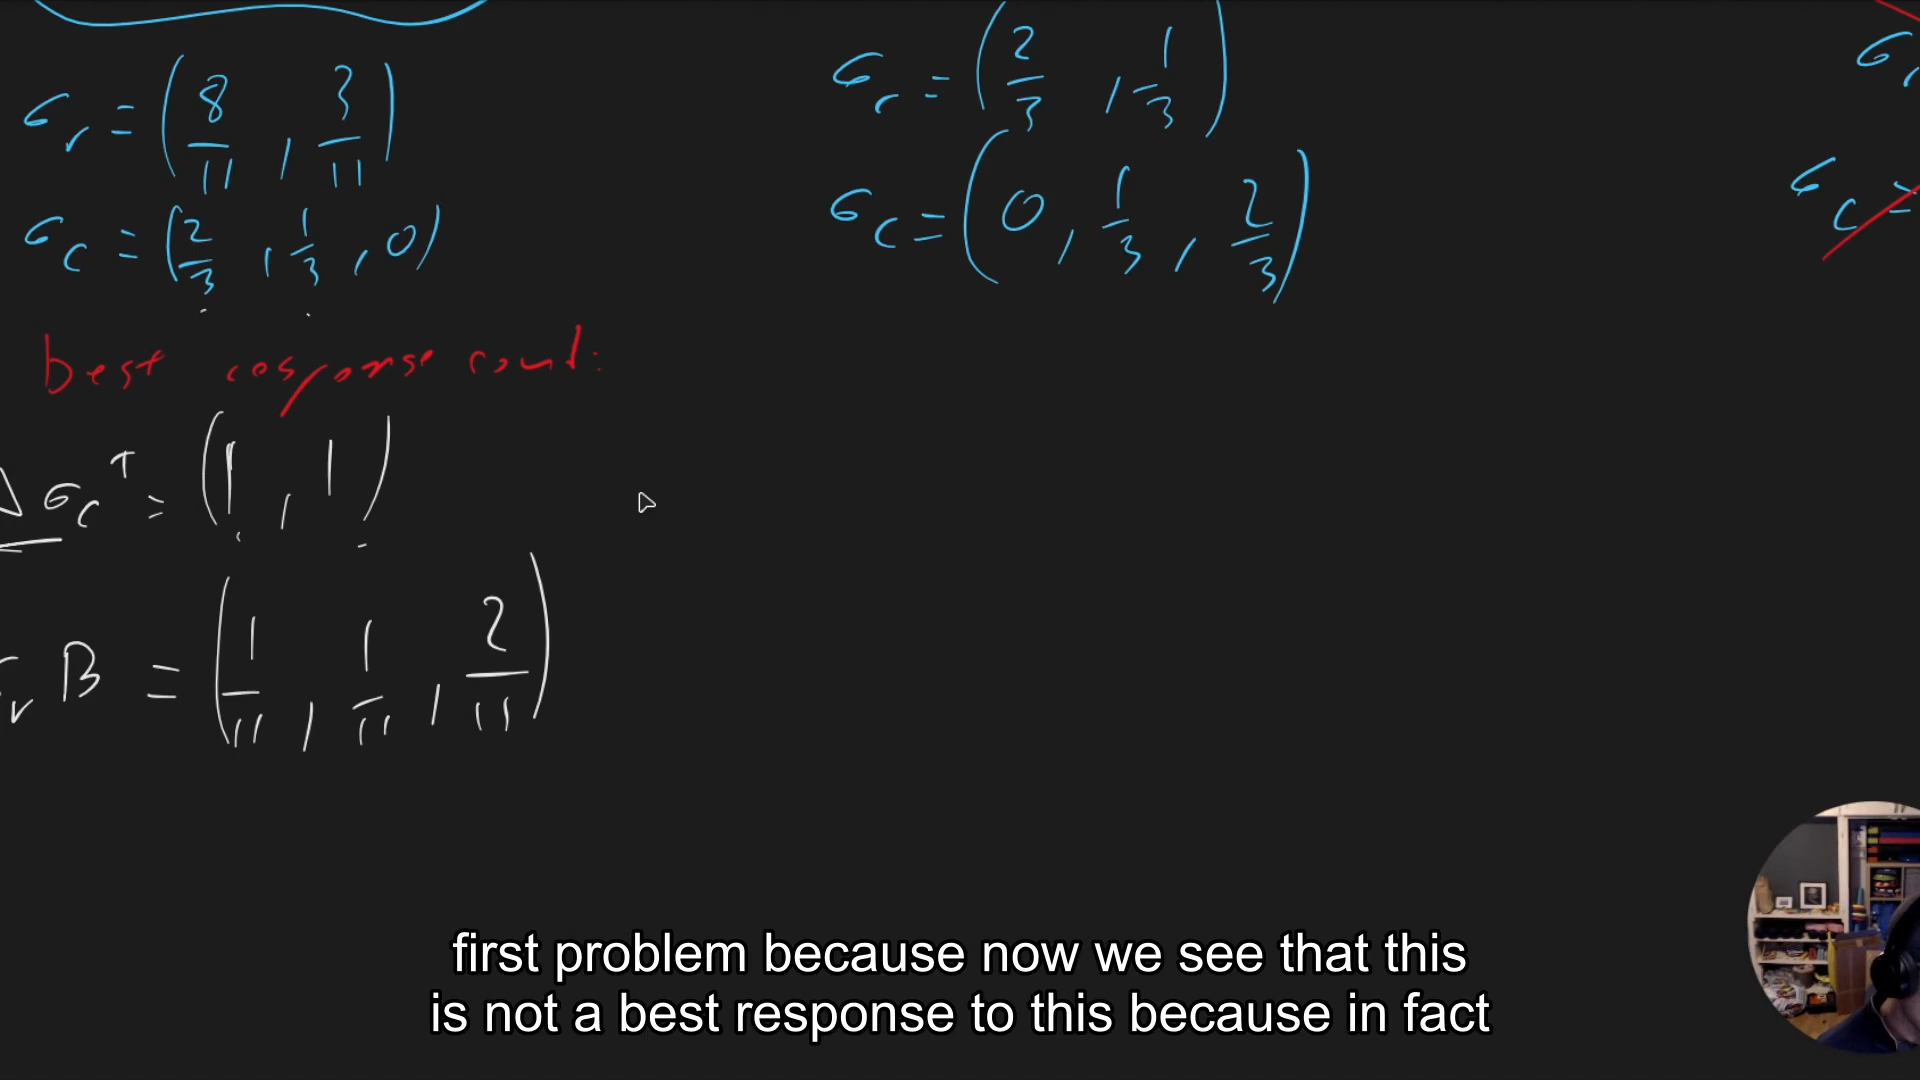 σr = (8/11, 3/11)
σc = (2/3, 1/3, 0)
best response cond:
Aσc^T = (1, 1)
σr B = (1/11, 1/11, 2/11)
σr = (2/3, 1/3)
σc = (0, 1/3, 2/3)
σr
σc =
first problem because now we see that this
is not a best response to this because in fact